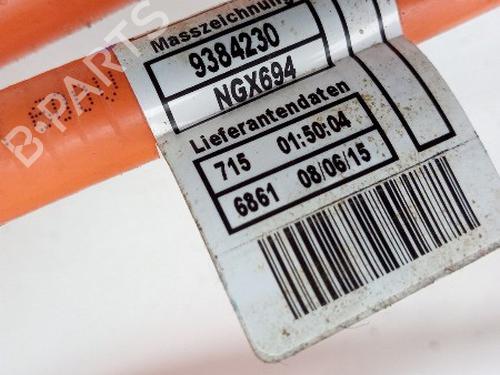 Masszeichnung
9384230
NGX694
Lieferantendaten
715 01:50:04
6861 08/06/15
B-PARTS